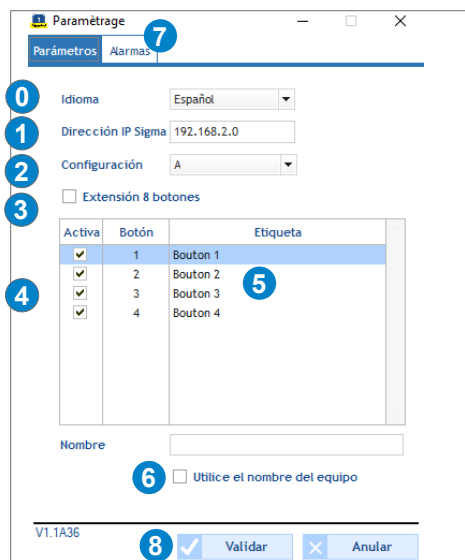 Paramètrage
7
Parámetros Alarmas
0 Idioma Español
1 Dirección IP Sigma 192.168.2.0
2 Configuración A
3 Extensión 8 botones
Activa Botón Etiqueta
1 Bouton 1
2 Bouton 2
5
4 3 Bouton 3
4 Bouton 4
Nombre
6 Utilice el nombre del equipo
V1.1A36
8 Validar Anular